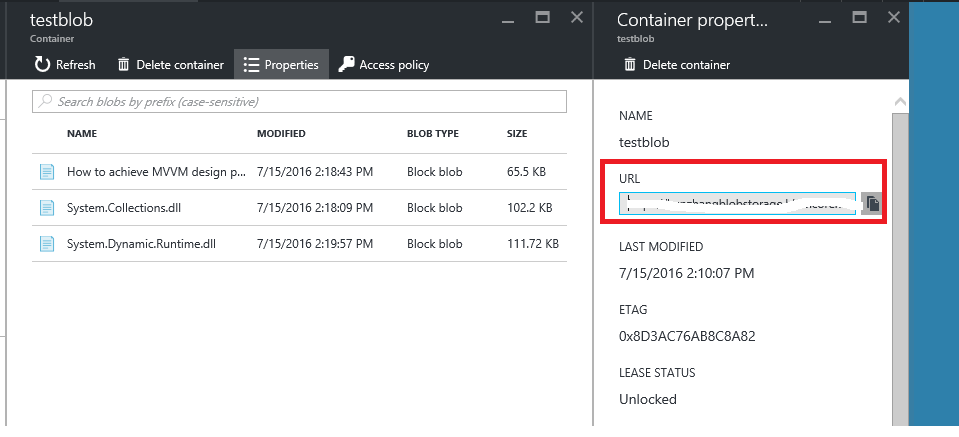 testblob
Container
Refresh
Delete container
Properties
Access policy
Search blobs by prefix (case-sensitive)
NAME MODIFIED BLOB TYPE SIZE
How to achieve MVVM design p... 7/15/2016 2:18:43 PM Block blob 65.5 KB
System.Collections.dll 7/15/2016 2:18:09 PM Block blob 102.2 KB
System.Dynamic.Runtime.dll 7/15/2016 2:19:57 PM Block blob 111.72 KB
Container propert...
testblob
Delete container
NAME
testblob
URL
LAST MODIFIED
7/15/2016 2:10:07 PM
ETAG
0x8D3AC76AB8C8A82
LEASE STATUS
Unlocked